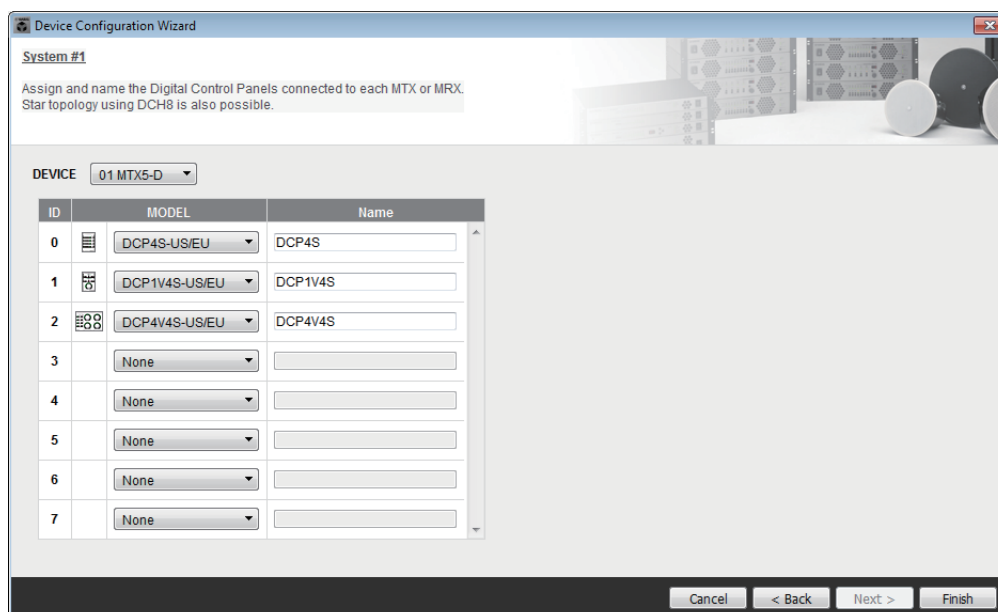 Device Configuration Wizard
System #1
Assign and name the Digital Control Panels connected to each MTX or MRX.
Star topology using DCH8 is also possible.
DEVICE 01 MTX5-D
ID MODEL Name
0 DCP4S-US/EU DCP4S
1 DCP1V4S-US/EU DCP1V4S
2 DCP4V4S-US/EU DCP4V4S
3 None
4 None
5 None
6 None
7 None
Cancel < Back Next > Finish